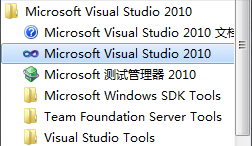 Microsoft Visual Studio 2010
Microsoft Visual Studio 2010 文档
Microsoft Visual Studio 2010
Microsoft 测试管理器 2010
Microsoft Windows SDK Tools
Team Foundation Server Tools
Visual Studio Tools